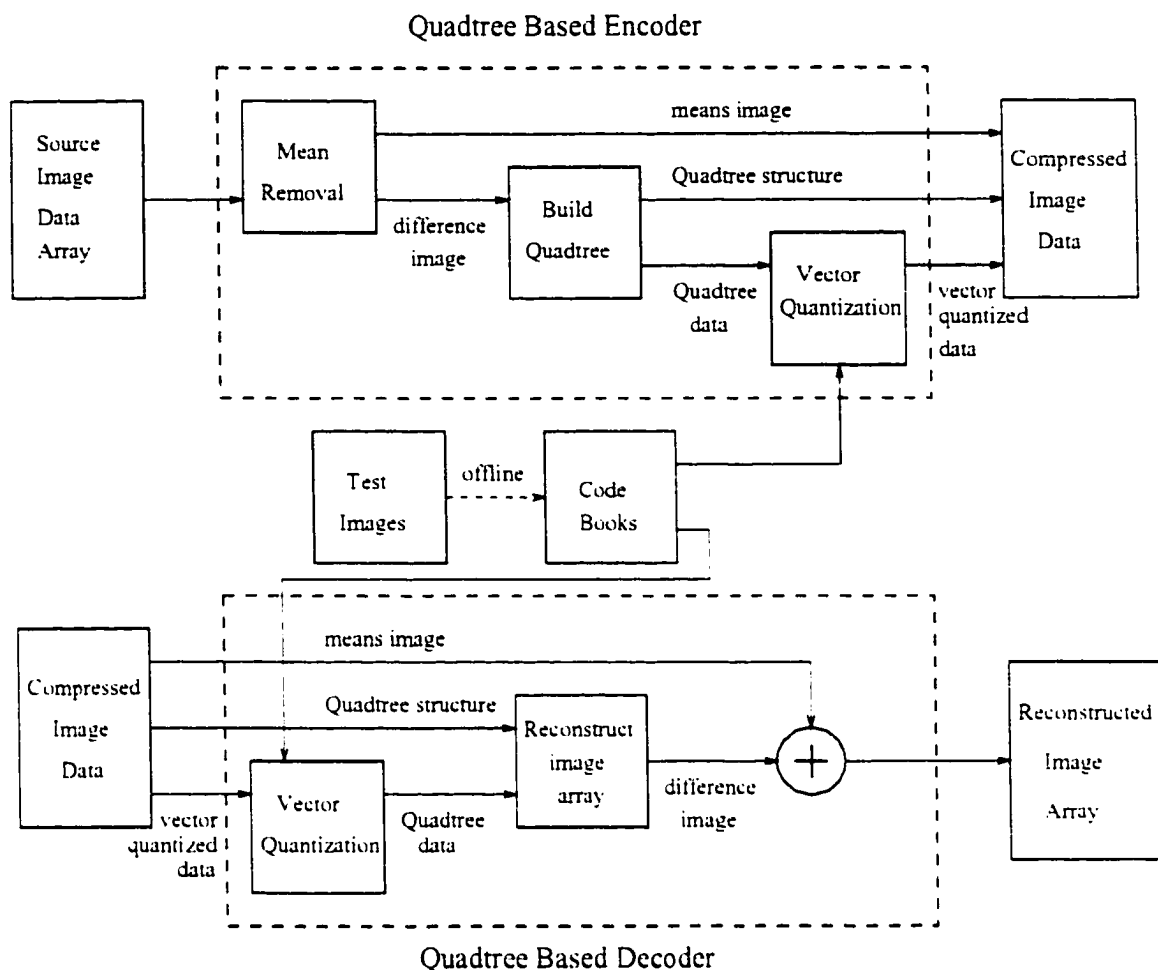 Quadtree Based Encoder
Source
Image
Data
Array
Mean
Removal
means image
difference
image
Build
Quadtree
Quadtree structure
Quadtree
data
Vector
Quantization
vector
quantized
data
Compressed
Image
Data
Test
Images
offline
Code
Books
Compressed
Image
Data
means image
Quadtree structure
vector
quantized
data
Vector
Quantization
Quadtree
data
Reconstruct
image
array
difference
image
+
Reconstructed
Image
Array
Quadtree Based Decoder